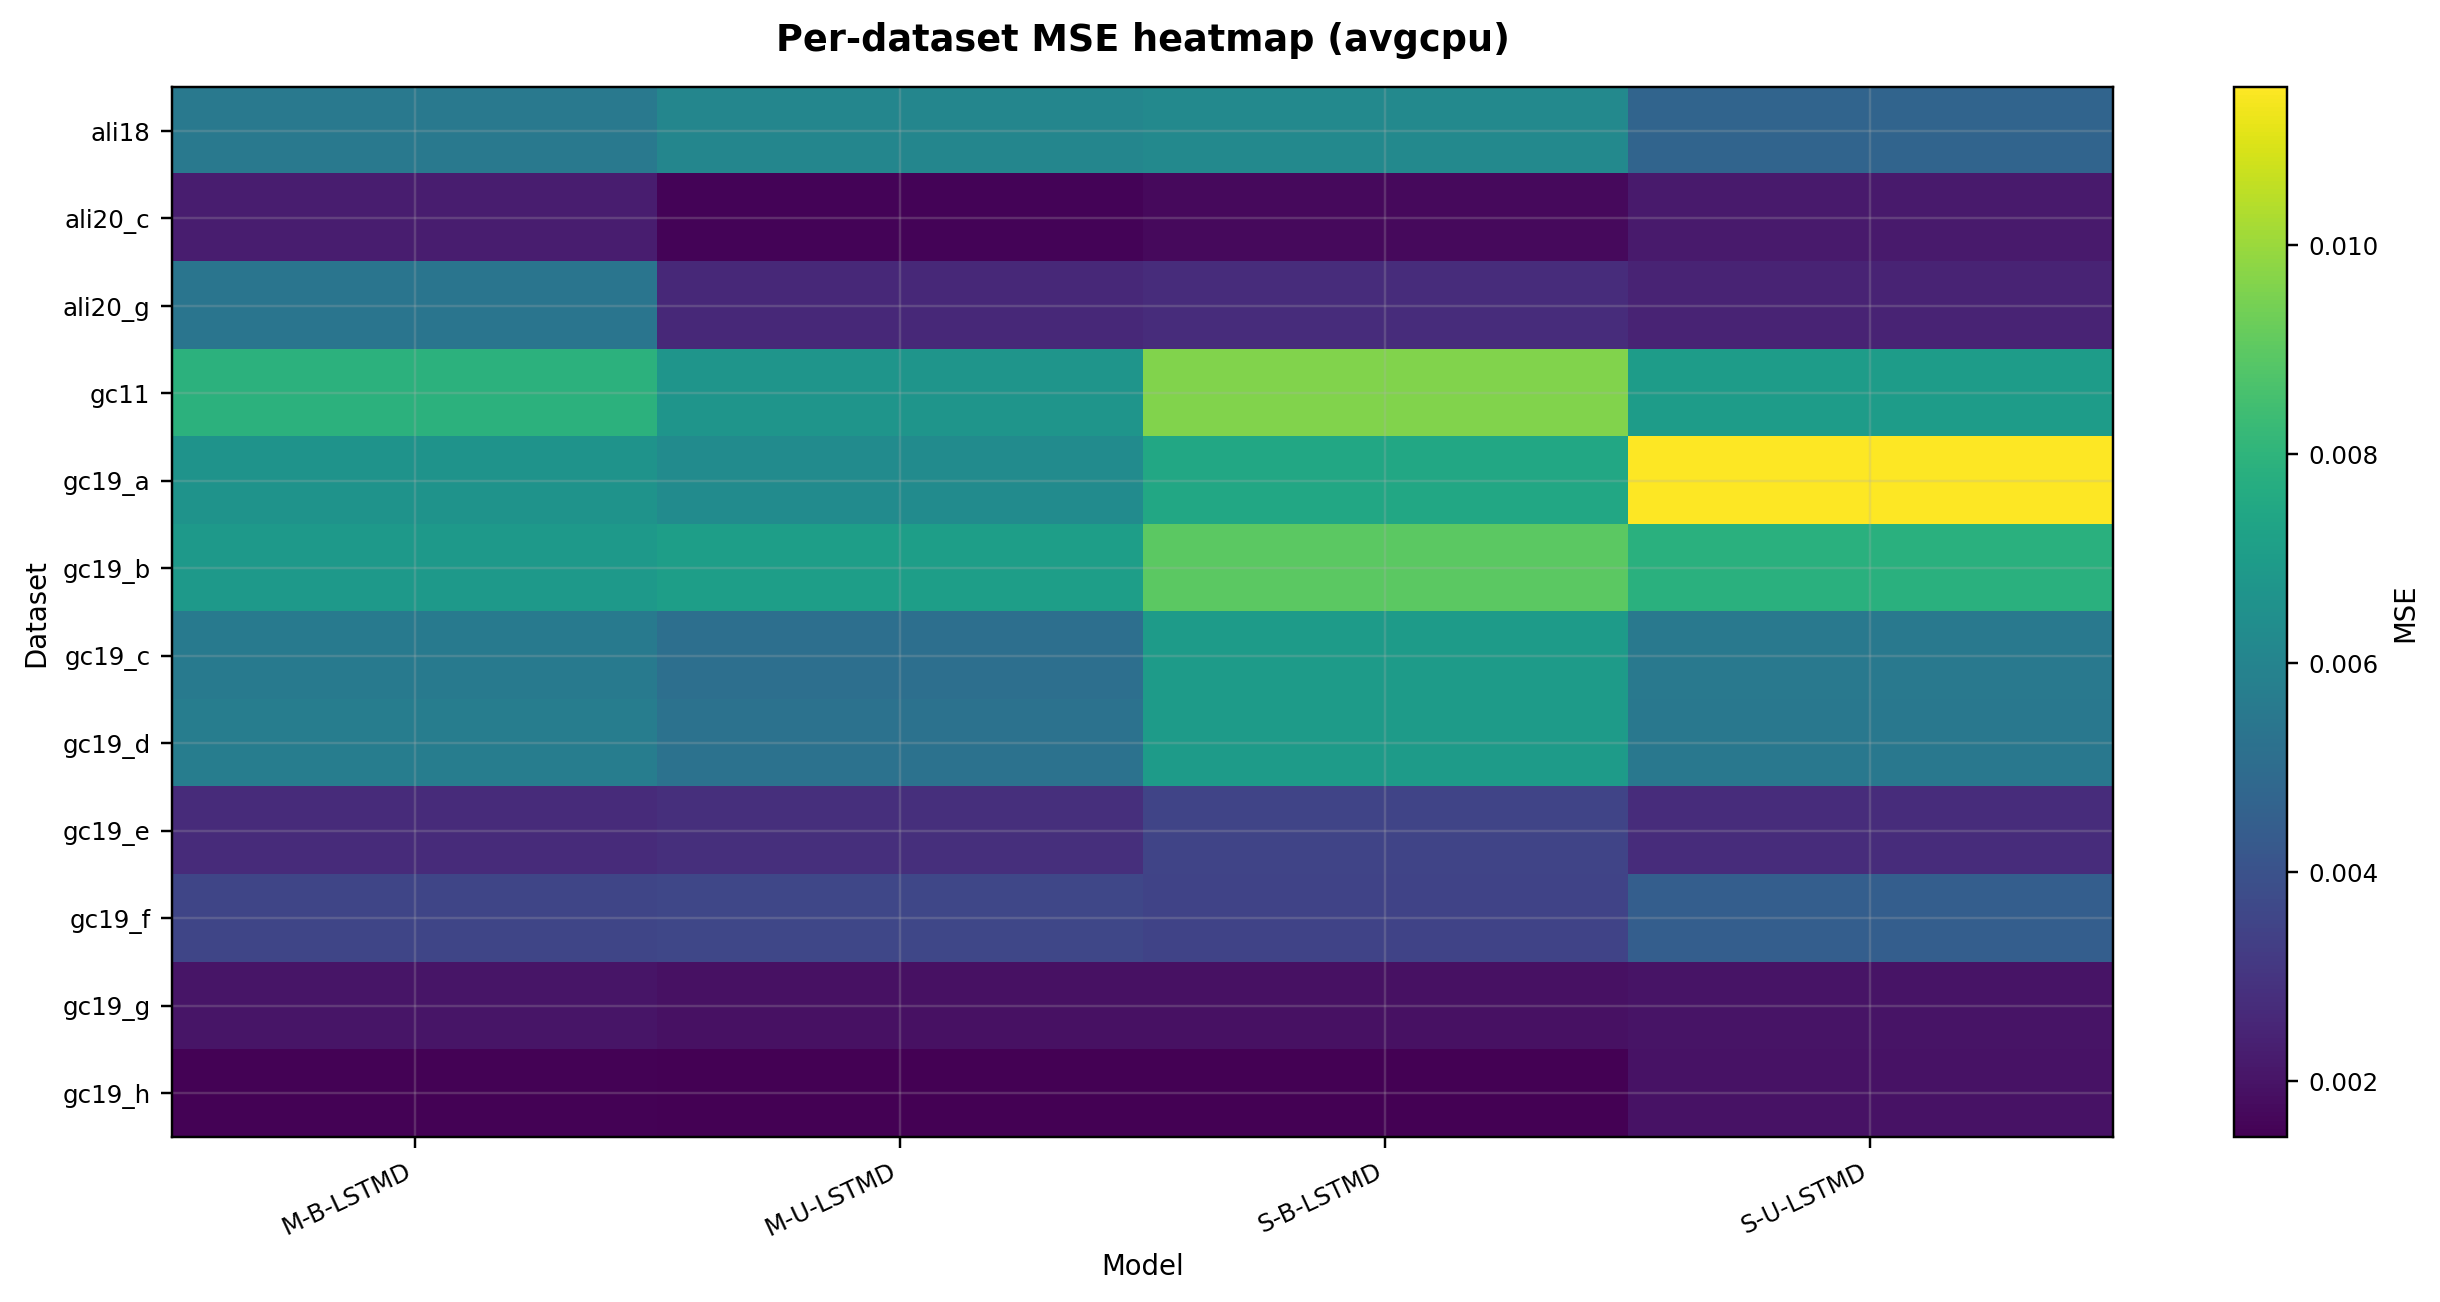 Per-dataset MSE heatmap (avgcpu)
Dataset
ali18
ali20_c
ali20_g
gc11
gc19_a
gc19_b
gc19_c
gc19_d
gc19_e
gc19_f
gc19_g
gc19_h
M-B-LSTMD
M-U-LSTMD
S-B-LSTMD
S-U-LSTMD
Model
0.010
0.008
0.006
0.004
0.002
MSE